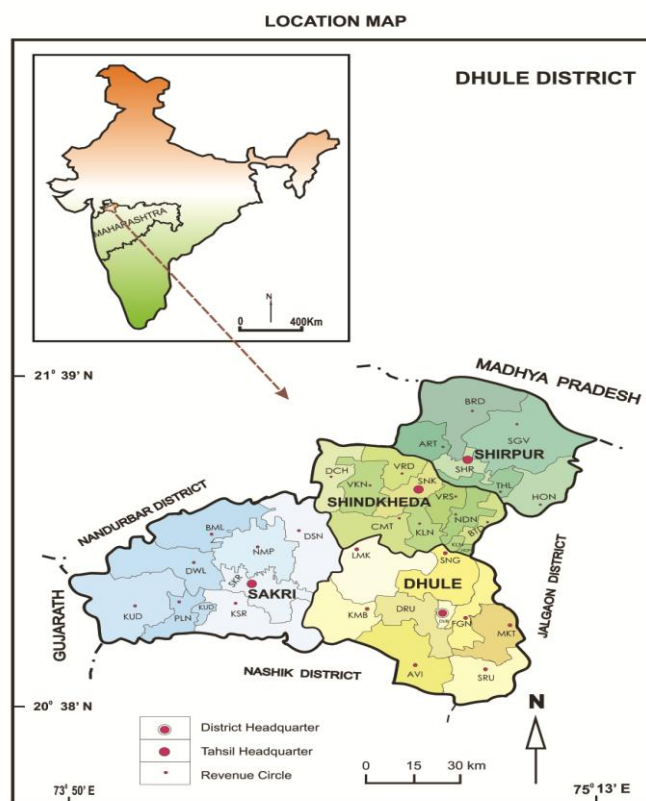 LOCATION MAP
DHULE DISTRICT
MAHARASHTRA
N
0 400Km
21° 39' N
MADHYA PRADESH
BRD
SGV
ART
SHIRPUR
SHR
DCH
VRD
SNK
VKN
THL
HON
SHINDKHEDA
VRS
NANDURBAR DISTRICT
CMT
KLN
NDN
BML
DSN
NMP
LMK
SNG
DWL
DHULE
SKR
SAKRI
JALGAON DISTRICT
GUJARATH
KUD
PLN
KUD
KSR
KMB
DRU
FGN
MKT
NASHIK DISTRICT
AVI
SRU
20° 38' N
N
District Headquarter
Tahsil Headquarter
Revenue Circle
0 15 30 km
73° 50' E
75° 13' E